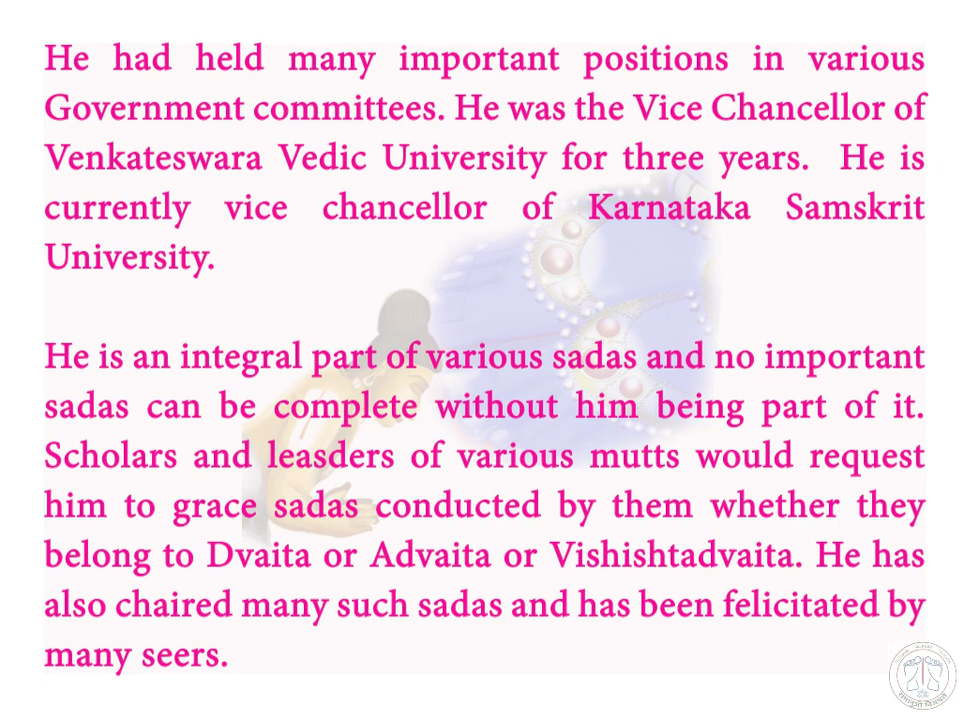 He had held many important positions in various
Government committees. He was the Vice Chancellor of
Venkateswara Vedic University for three years. He is
currently vice chancellor of Karnataka Samskrit
University.
He is an integral part of various sadas and no important
sadas can be complete without him being part of it.
Scholars and leasders of various mutts would request
him to grace sadas conducted by them whether they
belong to Dvaita or Advaita or Vishishtadvaita. He has
also chaired many such sadas and has been felicitated by
many seers.